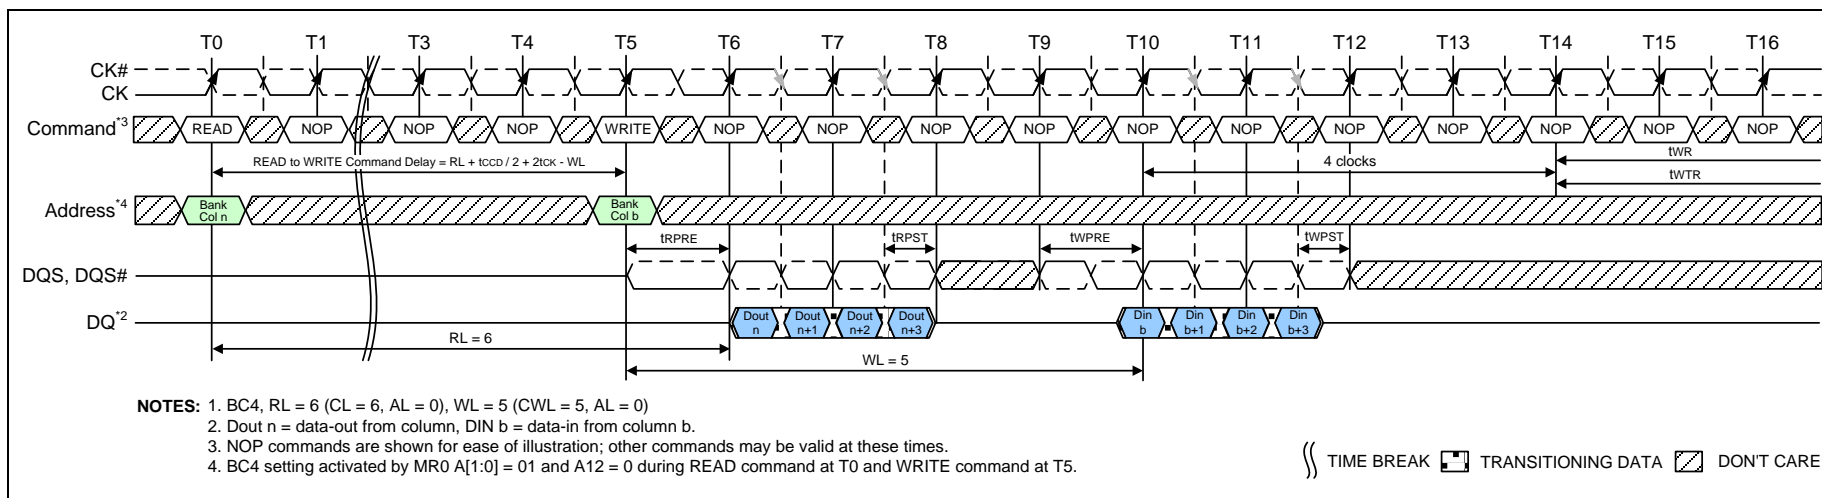 T0 T1 T3 T4 T5 T6 T7 T8 T9 T10 T11 T12 T13 T14 T15 T16
CK#
CK
Command*3 READ NOP NOP NOP WRITE NOP NOP NOP NOP NOP NOP NOP NOP NOP NOP NOP
READ to WRITE Command Delay = RL + tCCD / 2 + 2tCK - WL
4 clocks
tWR
tWTR
Address*4
Bank
Col n
Bank
Col b
tRPRE tRPST tWPRE tWPST
DQS, DQS#
DQ*2
Dout
n
Dout
n+1
Dout
n+2
Dout
n+3
Din
b
Din
b+1
Din
b+2
Din
b+3
RL = 6
WL = 5
NOTES: 1. BC4, RL = 6 (CL = 6, AL = 0), WL = 5 (CWL = 5, AL = 0)
2. Dout n = data-out from column, DIN b = data-in from column b.
3. NOP commands are shown for ease of illustration; other commands may be valid at these times.
4. BC4 setting activated by MR0 A[1:0] = 01 and A12 = 0 during READ command at T0 and WRITE command at T5.
TIME BREAK TRANSITIONING DATA DON'T CARE